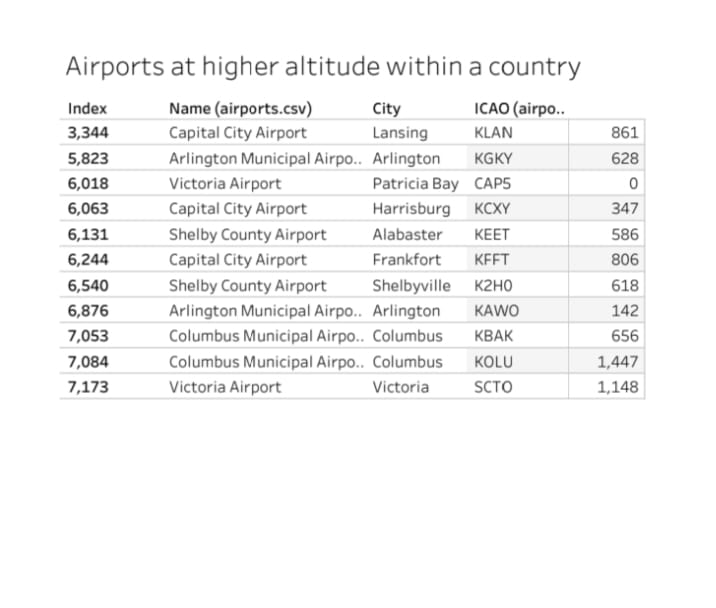 Airports at higher altitude within a country
Index Name (airports.csv) City ICAO (airpo..
3,344 Capital City Airport Lansing KLAN 861
5,823 Arlington Municipal Airpo.. Arlington KGKY 628
6,018 Victoria Airport Patricia Bay CAP5 0
6,063 Capital City Airport Harrisburg KCXY 347
6,131 Shelby County Airport Alabaster KEET 586
6,244 Capital City Airport Frankfort KFFT 806
6,540 Shelby County Airport Shelbyville K2H0 618
6,876 Arlington Municipal Airpo.. Arlington KAWO 142
7,053 Columbus Municipal Airpo.. Columbus KBAK 656
7,084 Columbus Municipal Airpo.. Columbus KOLU 1,447
7,173 Victoria Airport Victoria SCTO 1,148